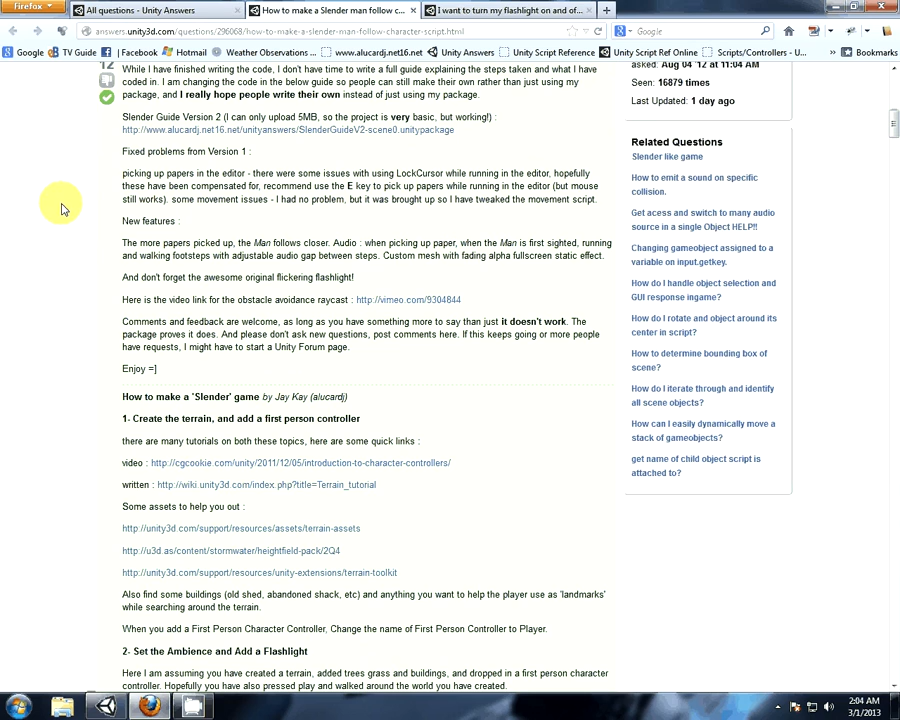 Firefox
All questions - Unity Answers
How to make a Slender man follow c...
I want to turn my flashlight on and of...
answers.unity3d.com/questions/296068/how-to-make-a-slender-man-follow-character-script.html
Google
Google
TV Guide
Facebook
Hotmail
Weather Observations ...
www.alucardj.net16.net
Unity Answers
Unity Script Reference
Unity Script Ref Online
Scripts/Controllers - U...
Bookmarks
12
While I have finished writing the code, I don't have time to write a full guide explaining the steps taken and what I have
coded in. I am changing the code in the below guide so people can still make their own rather than just using my
package, and I really hope people write their own instead of just using my package.
Slender Guide Version 2 (I can only upload 5MB, so the project is very basic, but working!) :
http://www.alucardj.net16.net/unityanswers/SlenderGuideV2-scene0.unitypackage
Fixed problems from Version 1 :
picking up papers in the editor - there were some issues with using LockCursor while running in the editor, hopefully
these have been compensated for, recommend use the E key to pick up papers while running in the editor (but mouse
still works). some movement issues - I had no problem, but it was brought up so I have tweaked the movement script.
New features :
The more papers picked up, the Man follows closer. Audio : when picking up paper, when the Man is first sighted, running
and walking footsteps with adjustable audio gap between steps. Custom mesh with fading alpha fullscreen static effect.
And don't forget the awesome original flickering flashlight!
Here is the video link for the obstacle avoidance raycast : http://vimeo.com/9304844
Comments and feedback are welcome, as long as you have something more to say than just it doesn't work. The
package proves it does. And please don't ask new questions, post comments here. If this keeps going or more people
have requests, I might have to start a Unity Forum page.
Enjoy =]
How to make a 'Slender' game by Jay Kay (alucardj)
1- Create the terrain, and add a first person controller
there are many tutorials on both these topics, here are some quick links :
video : http://cgcookie.com/unity/2011/12/05/introduction-to-character-controllers/
written : http://wiki.unity3d.com/index.php?title=Terrain_tutorial
Some assets to help you out :
http://unity3d.com/support/resources/assets/terrain-assets
http://u3d.as/content/stormwater/heightfield-pack/2Q4
http://unity3d.com/support/resources/unity-extensions/terrain-toolkit
Also find some buildings (old shed, abandoned shack, etc) and anything you want to help the player use as 'landmarks'
while searching around the terrain.
When you add a First Person Character Controller, Change the name of First Person Controller to Player.
2- Set the Ambience and Add a Flashlight
Here I am assuming you have created a terrain, added trees grass and buildings, and dropped in a first person character
controller. Hopefully you have also pressed play and walked around the world you have created.
asked: Aug 04 '12 at 11:04 AM
Seen: 16879 times
Last Updated: 1 day ago
Related Questions
Slender like game
How to emit a sound on specific
collision.
Get acess and switch to many audio
source in a single Object HELP!!
Changing gameobject assigned to a
variable on input.getkey.
How do I handle object selection and
GUI response ingame?
How do I rotate and object around its
center in script?
How to determine bounding box of
scene?
How do I iterate through and identify
all scene objects?
How can I easily dynamically move a
stack of gameobjects?
get name of child object script is
attached to?
2:04 AM
3/1/2013